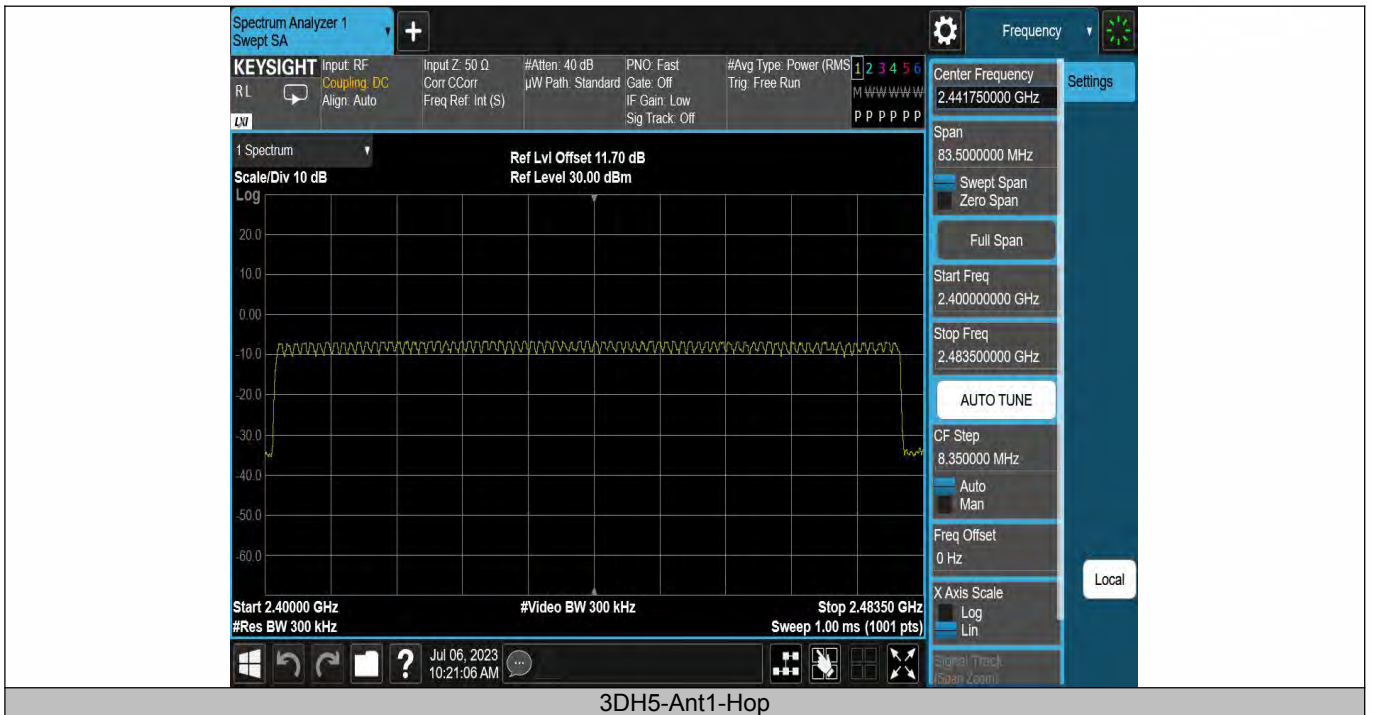 Spectrum Analyzer 1
Swept SA
+
Frequency
KEYSIGHT
RL
LXI
Input: RF
Coupling: DC
Align: Auto
Input Z: 50 Ω
Corr CCorr
Freq Ref: Int (S)
#Atten: 40 dB
µW Path: Standard
PNO: Fast
Gate: Off
IF Gain: Low
Sig Track: Off
#Avg Type: Power (RMS
Trig: Free Run
1 2 3 4 5 6
M W W W W W
P P P P P P
Center Frequency
2.441750000 GHz
Settings
Span
83.5000000 MHz
Swept Span
Zero Span
Full Span
Start Freq
2.400000000 GHz
Stop Freq
2.483500000 GHz
AUTO TUNE
CF Step
8.350000 MHz
Auto
Man
Freq Offset
0 Hz
X Axis Scale
Log
Lin
Signal Track
(Span Zoom)
Local
1 Spectrum
Scale/Div 10 dB
Ref Lvl Offset 11.70 dB
Ref Level 30.00 dBm
Log
20.0
10.0
0.00
-10.0
-20.0
-30.0
-40.0
-50.0
-60.0
Start 2.40000 GHz
#Video BW 300 kHz
Stop 2.48350 GHz
#Res BW 300 kHz
Sweep 1.00 ms (1001 pts)
?
Jul 06, 2023
10:21:06 AM
3DH5-Ant1-Hop